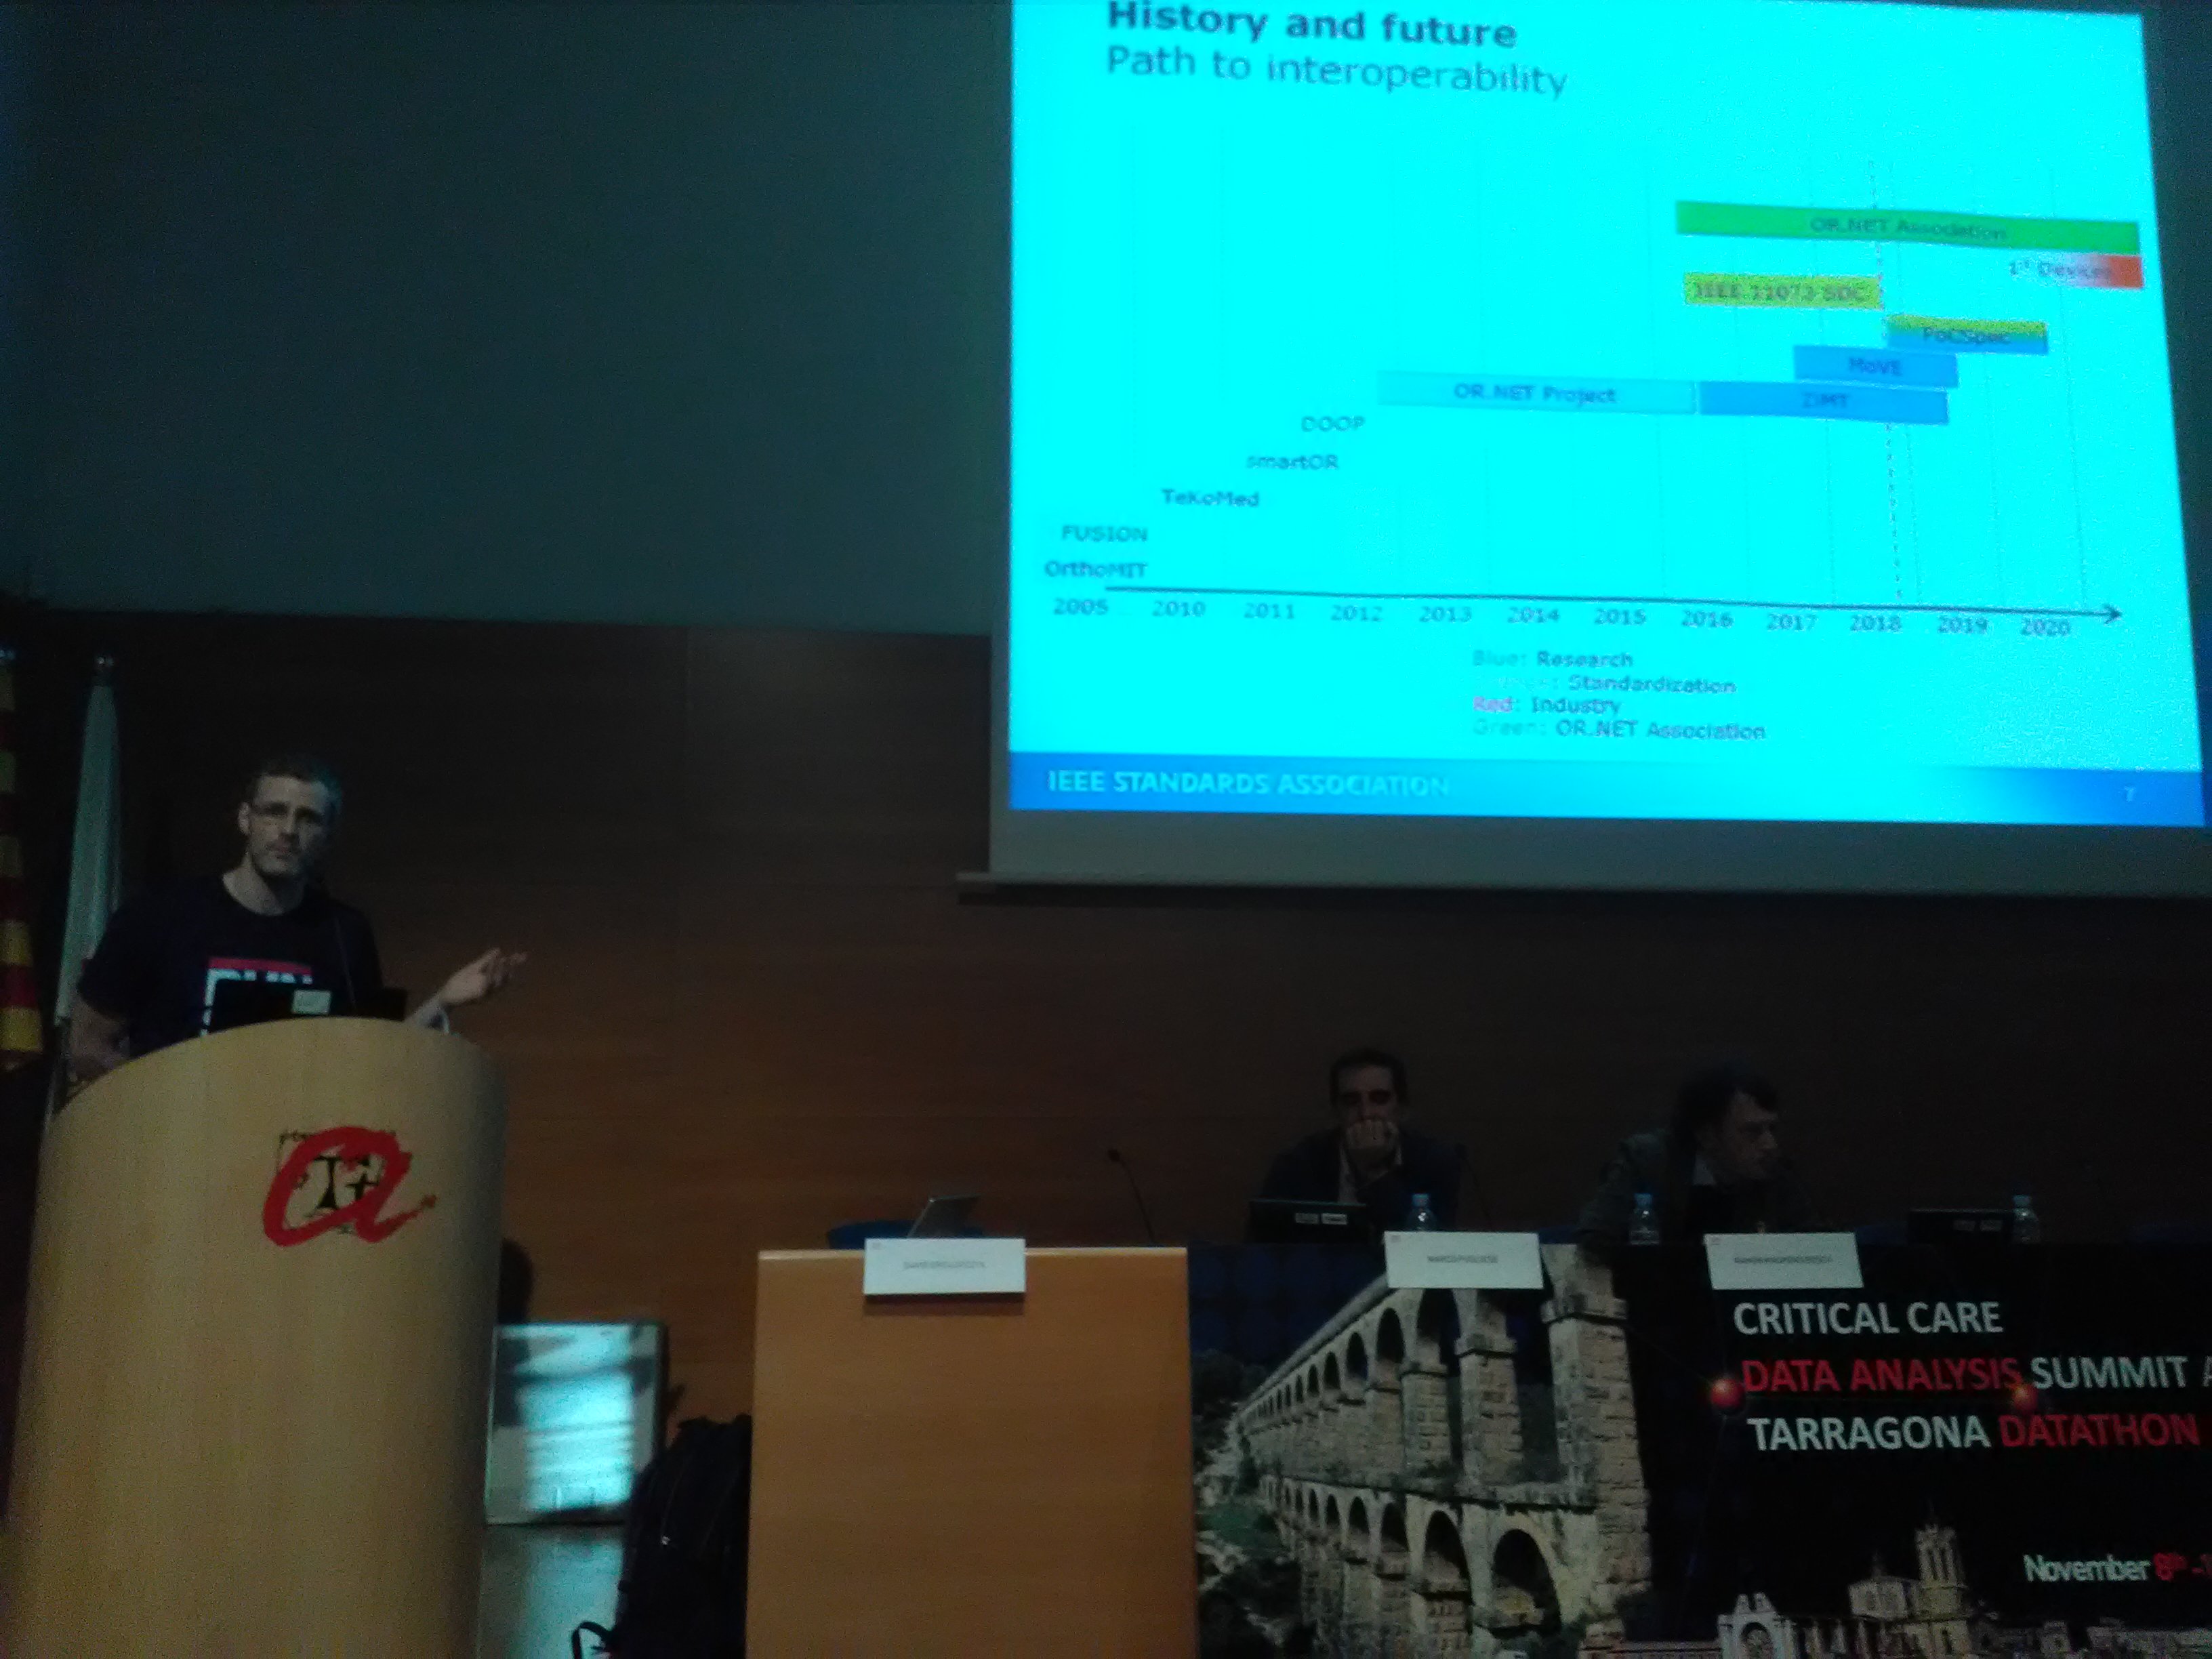 History and future
Path to interoperability
OR.NET Association
1st Devices
IEEE 11073 SDC
PoCSpec
MoVE
OR.NET Project
ZiMT
DOOP
smartOR
TeKoMed
FUSION
OrthoMIT
2005 2010 2011 2012 2013 2014 2015 2016 2017 2018 2019 2020
Blue: Research
Standardization
Red: Industry
Green: OR.NET Association
IEEE STANDARDS ASSOCIATION
7
CRITICAL CARE
DATA ANALYSIS SUMMIT A
TARRAGONA DATATHON
November 8th -1